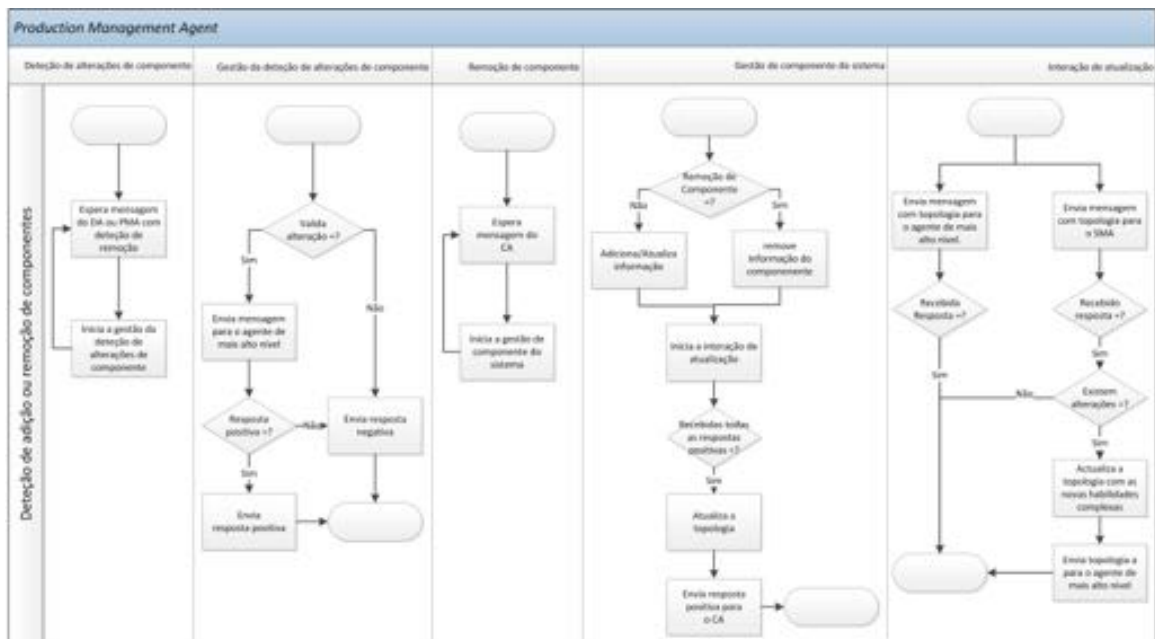 Production Management Agent
Deteção de alterações de componente
Gestão da deteção de alterações de componente
Remoção de componente
Gestão de componente do sistema
Interação de atualização
Deteção de adição ou remoção de componentes
Espera mensagem
do DA ou PMA com
deteção de
remoção
Inicia a gestão da
deteção de
alterações de
componente
Valida
alteração =?
Sim
Não
Envia mensagem
para o agente de
mais alto nível
Resposta
positiva =?
Não
Envia resposta
negativa
Sim
Envia
resposta positiva
Espera
mensagem do
CA
Inicia a gestão de
componente do
sistema
Remoção de
Componente
=?
Não
Sim
Adiciona/Atualiza
informação
remove
informação do
componenente
Inicia a interação de
atualização
Recebidas todas
as respostas
positivas =?
Sim
Atualiza a
topologia
Envia resposta
positiva para
o CA
Envia mensagem
com topologia para
o agente de mais
alto nível.
Envia mensagem
com topologia para
o SMA
Recebida
Resposta =?
Recebido
resposta =?
Sim
Sim
Não
Existem
alterações =?
Sim
Actualiza a
topologia com as
novas habilidades
complexas
Envia topologia a
para o agente de
mais alto nível